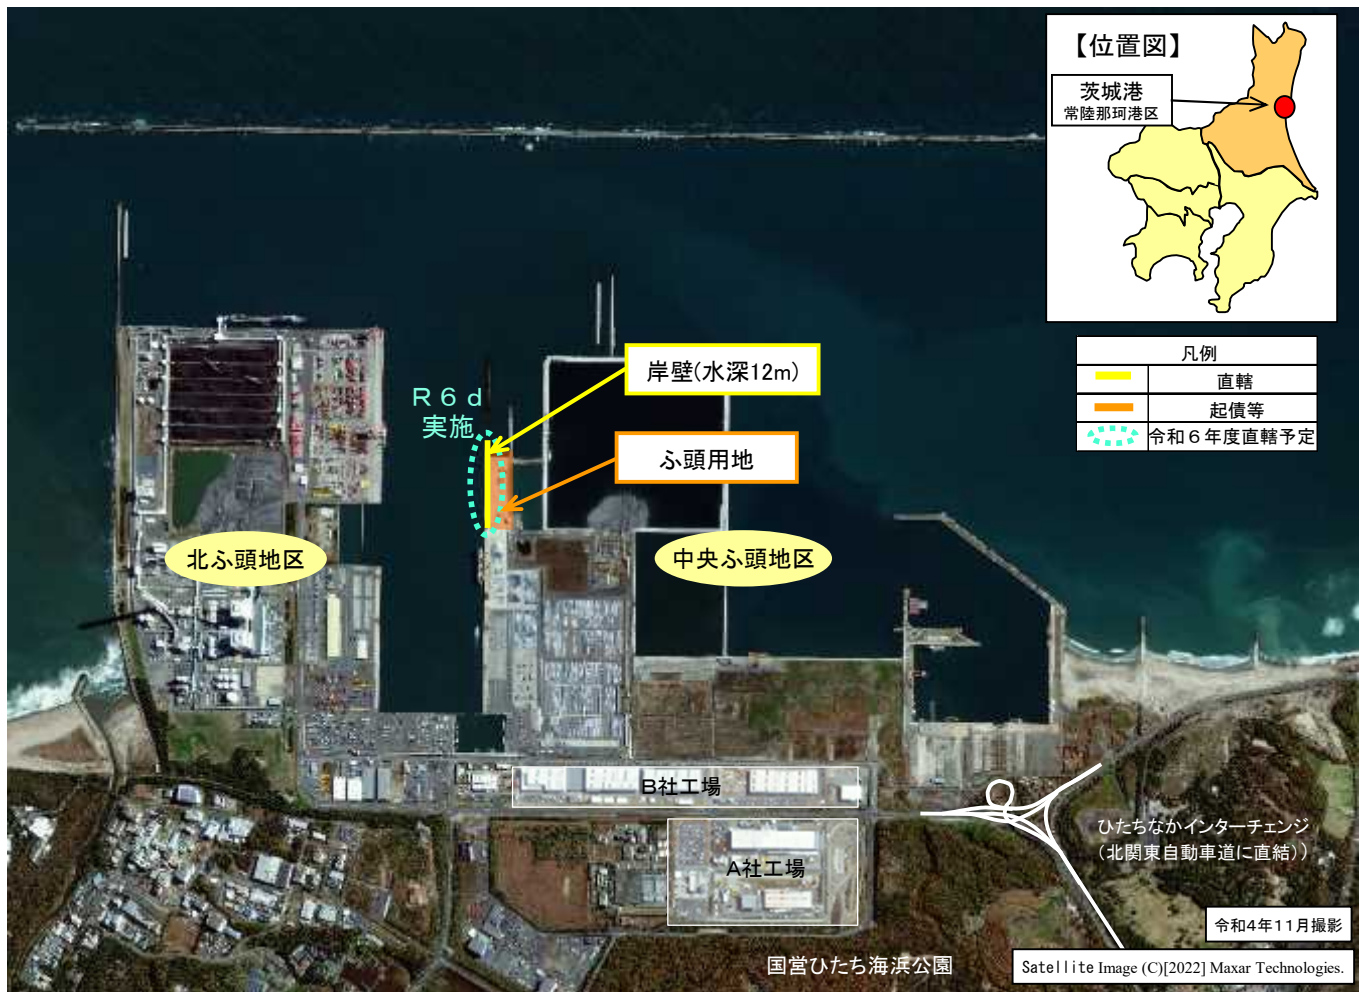 【位置図】
茨城港
常陸那珂港区
凡例
直轄
起債等
令和６年度直轄予定
岸壁(水深12m)
Ｒ６ｄ
実施
ふ頭用地
北ふ頭地区
中央ふ頭地区
Ｂ社工場
Ａ社工場
ひたちなかインターチェンジ
（北関東自動車道に直結））
国営ひたち海浜公園
令和4年11月撮影
Satellite Image (C)[2022] Maxar Technologies.